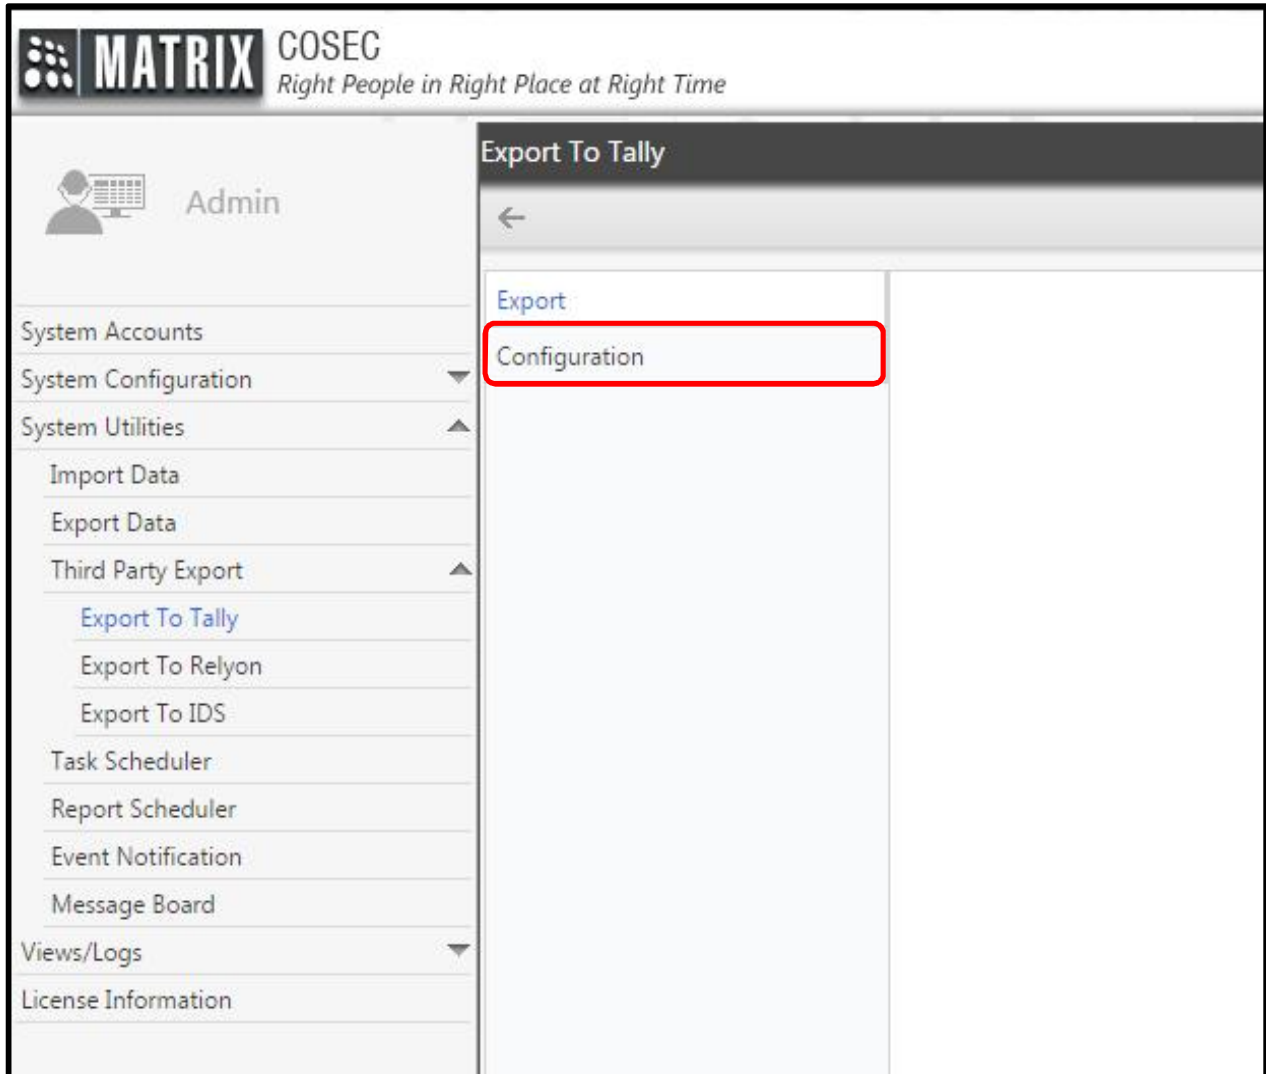 MATRIX COSEC
Right People in Right Place at Right Time
Admin
System Accounts
System Configuration
System Utilities
Import Data
Export Data
Third Party Export
Export To Tally
Export To Relyon
Export To IDS
Task Scheduler
Report Scheduler
Event Notification
Message Board
Views/Logs
License Information
Export To Tally
Export
Configuration